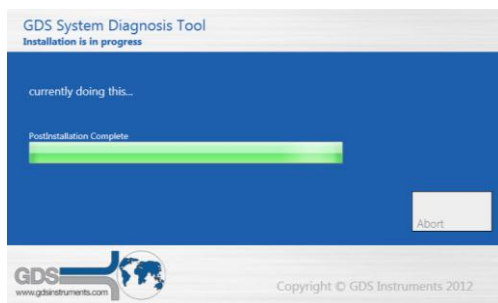 GDS System Diagnosis Tool
Installation is in progress
currently doing this...
PostInstallation Complete
Abort
GDS
www.gdsinstruments.com
Copyright © GDS Instruments 2012